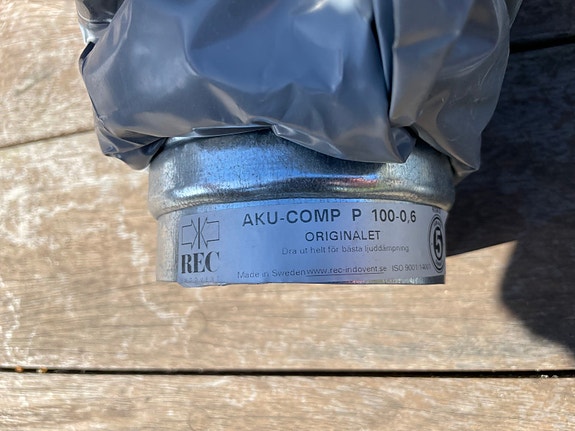 AKU-COMP P 100-0,6
ORIGINALET
Dra ut helt för bästa ljuddämpning.
REC
Made in Sweden www.rec-indovent.se ISO 9001/14001
5